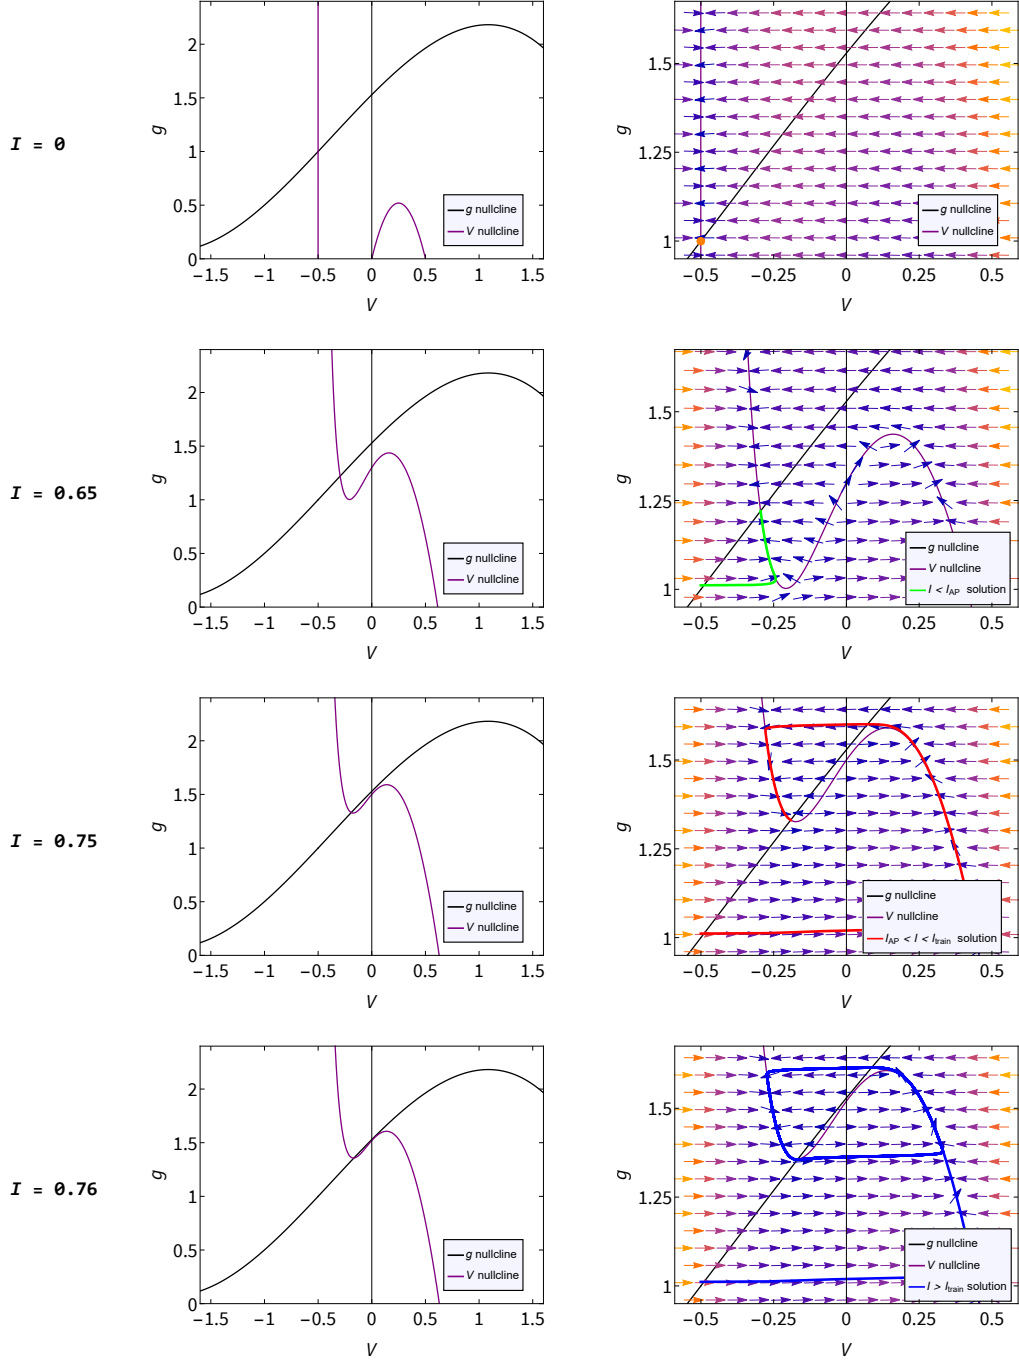 I = 0
g
2
1.5
1
0.5
0
−1.5 −1 −0.5 0 0.5 1 1.5
V
g nullcline
V nullcline
g
1.5
1.25
1
−0.5 −0.25 0 0.25 0.5
V
g nullcline
V nullcline
I = 0.65
g
2
1.5
1
0.5
0
−1.5 −1 −0.5 0 0.5 1 1.5
V
g nullcline
V nullcline
g
1.5
1.25
1
−0.5 −0.25 0 0.25 0.5
V
g nullcline
V nullcline
I < I_AP solution
I = 0.75
g
2
1.5
1
0.5
0
−1.5 −1 −0.5 0 0.5 1 1.5
V
g nullcline
V nullcline
g
1.5
1.25
1
−0.5 −0.25 0 0.25 0.5
V
g nullcline
V nullcline
I_AP < I < I_train solution
I = 0.76
g
2
1.5
1
0.5
0
−1.5 −1 −0.5 0 0.5 1 1.5
V
g nullcline
V nullcline
g
1.5
1.25
1
−0.5 −0.25 0 0.25 0.5
V
g nullcline
V nullcline
I > I_train solution